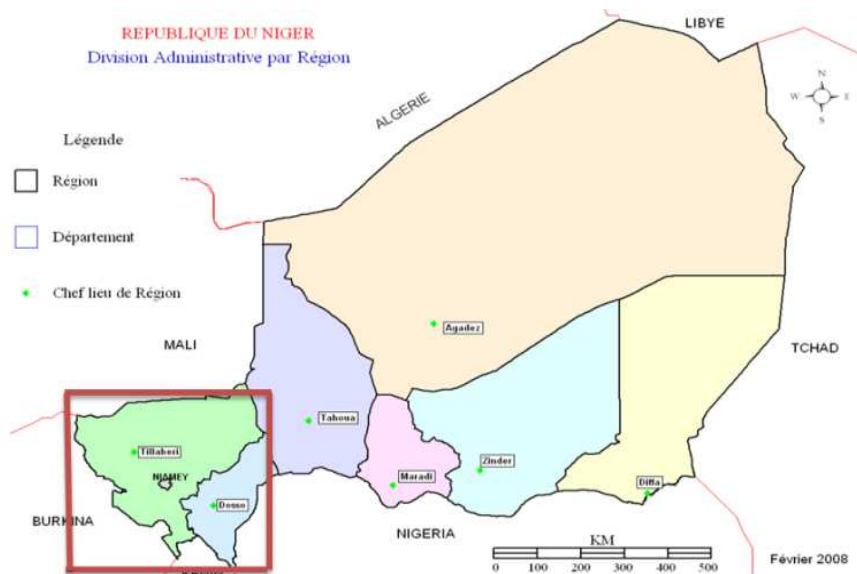 REPUBLIQUE DU NIGER
Division Administrative par Région
LIBYE
N
W E
S
ALGERIE
Légende
Région
Département
Chef lieu de Région
MALI
TCHAD
Agadez
Tahoua
Tillaberi
NIAMEY
Dosso
Maradi
Zinder
Diffa
BURKINA
NIGERIA
KM
0 100 200 300 400 500
Février 2008